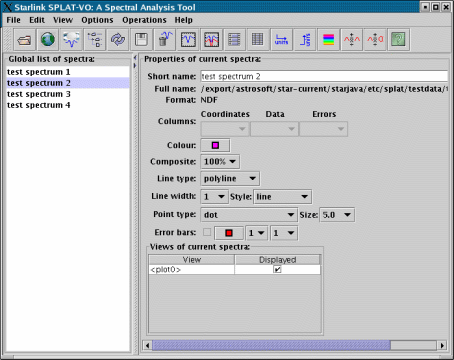 Starlink SPLAT-VO: A Spectral Analysis Tool
File Edit View Options Operations Help
units
Global list of spectra:
test spectrum 1
test spectrum 2
test spectrum 3
test spectrum 4
Properties of current spectra:
Short name: test spectrum 2
Full name: /export/astrosoft/star-current/starjava/etc/splat/testdata/
Format: NDF
Coordinates Data Errors
Columns:
Colour:
Composite: 100%
Line type: polyline
Line width: 1 Style: line
Point type: dot Size: 5.0
Error bars: 1 1
Views of current spectra:
View Displayed
<plot0>